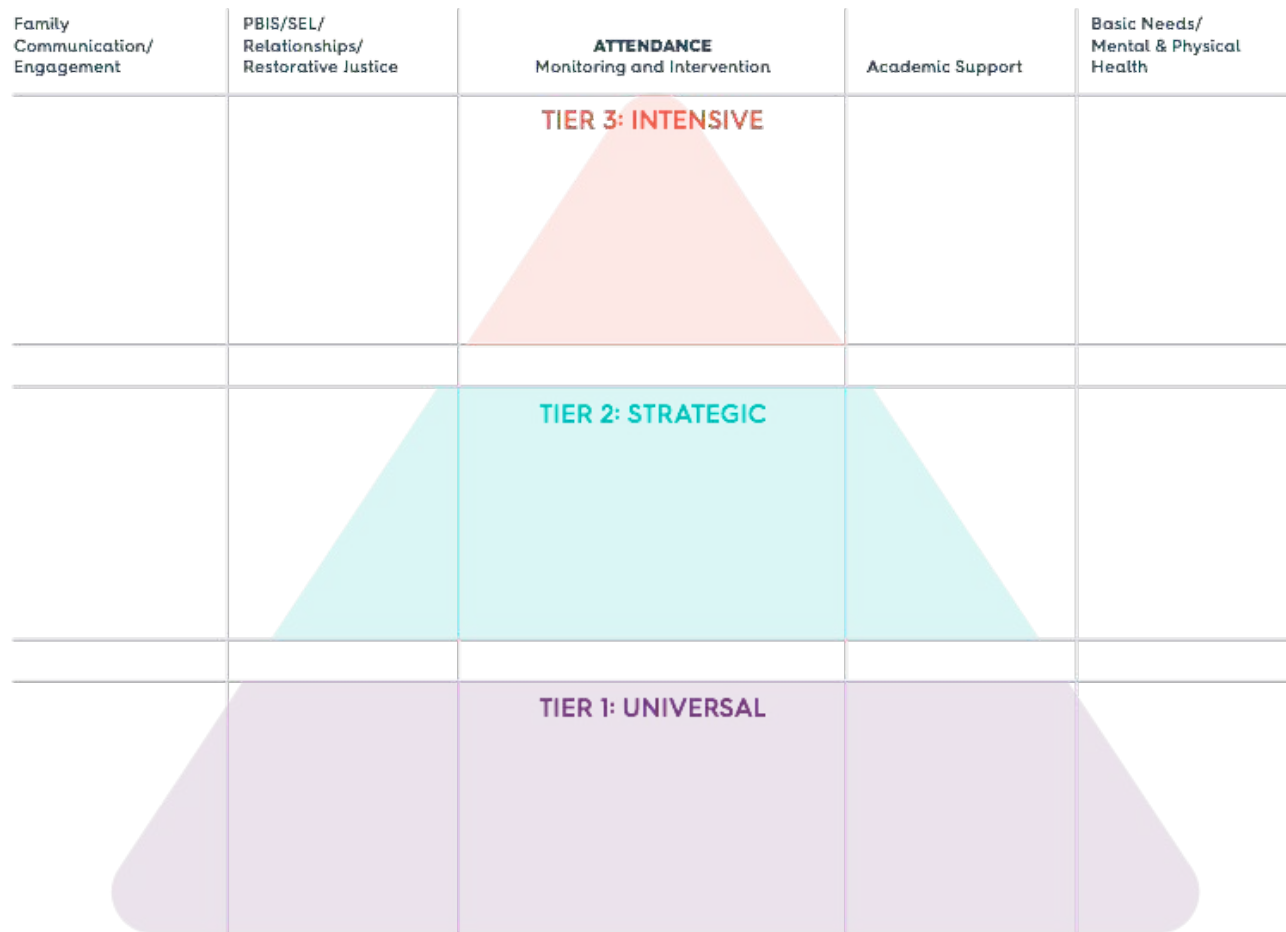 Family
Communication/
Engagement
PBIS/SEL/
Relationships/
Restorative Justice
ATTENDANCE
Monitoring and Intervention
Academic Support
Basic Needs/
Mental & Physical
Health
TIER 3: INTENSIVE
TIER 2: STRATEGIC
TIER 1: UNIVERSAL